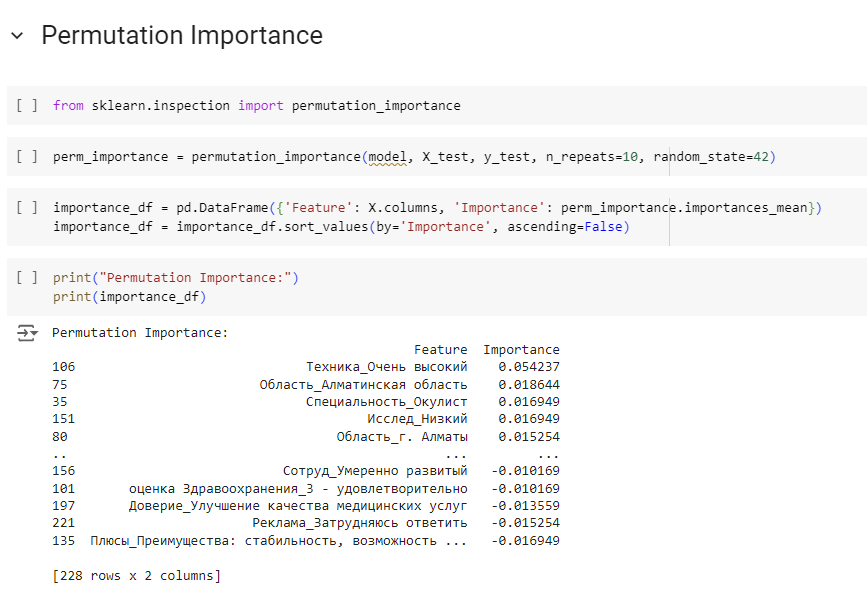 Permutation Importance
[ ] from sklearn.inspection import permutation_importance
[ ] perm_importance = permutation_importance(model, X_test, y_test, n_repeats=10, random_state=42)
[ ] importance_df = pd.DataFrame({'Feature': X.columns, 'Importance': perm_importance.importances_mean})
importance_df = importance_df.sort_values(by='Importance', ascending=False)
[ ] print("Permutation Importance:")
print(importance_df)
Permutation Importance:
Feature Importance
106 Техника_Очень высокий 0.054237
75 Область_Алматинская область 0.018644
35 Специальность_Окулист 0.016949
151 Исслед_Низкий 0.016949
80 Область_г. Алматы 0.015254
.. ... ...
156 Сотруд_Умеренно развитый -0.010169
101 оценка Здравоохранения_3 - удовлетворительно -0.010169
197 Доверие_Улучшение качества медицинских услуг -0.013559
221 Реклама_Затрудняюсь ответить -0.015254
135 Плюсы_Преимущества: стабильность, возможность ... -0.016949
[228 rows x 2 columns]